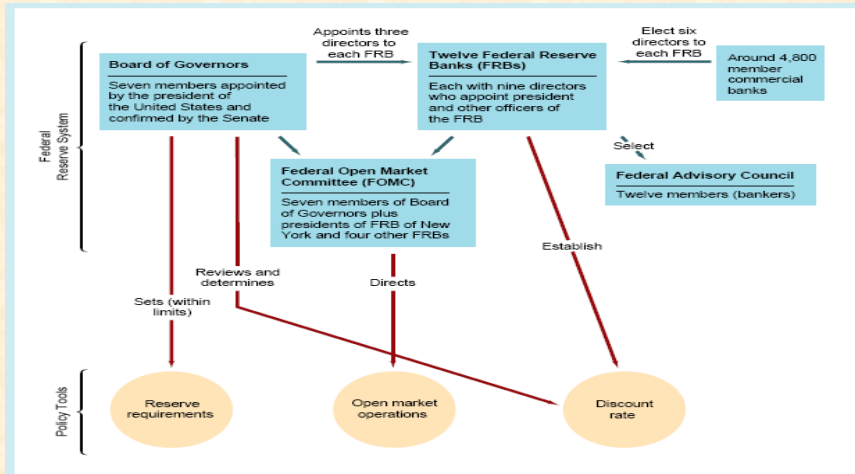 Appoints three
directors to
each FRB
Elect six
directors to
each FRB
Board of Governors
Seven members appointed
by the president of
the United States and
confirmed by the Senate
Twelve Federal Reserve
Banks (FRBs)
Each with nine directors
who appoint president
and other officers of
the FRB
Around 4,800
member
commercial
banks
Federal
Reserve System
Select
Federal Open Market
Committee (FOMC)
Seven members of Board
of Governors plus
presidents of FRB of New
York and four other FRBs
Federal Advisory Council
Twelve members (bankers)
Establish
Reviews and
determines
Directs
Sets (within
limits)
Policy Tools
Reserve
requirements
Open market
operations
Discount
rate